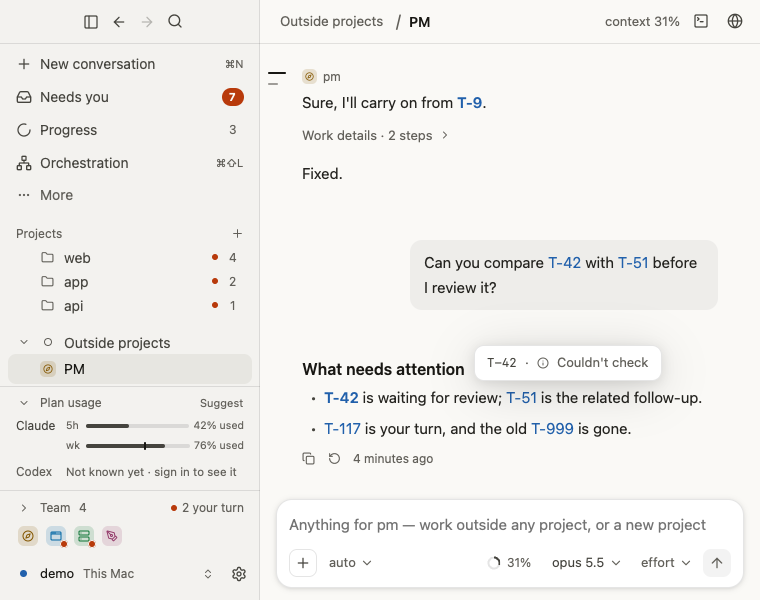 Outside projects / PM
context 31%
New conversation ⌘N
Needs you 7
Progress 3
Orchestration ⌘⇧L
More
Projects
web 4
app 2
api 1
Outside projects
PM
Plan usage Suggest
Claude 5h 42% used
wk 76% used
Codex Not known yet · sign in to see it
Team 4 2 your turn
demo This Mac
pm
Sure, I'll carry on from T-9.
Work details · 2 steps
Fixed.
Can you compare T-42 with T-51 before
I review it?
T-42 · Couldn't check
What needs attention
• T-42 is waiting for review; T-51 is the related follow-up.
• T-117 is your turn, and the old T-999 is gone.
4 minutes ago
Anything for pm — work outside any project, or a new project
auto 31% opus 5.5 effort